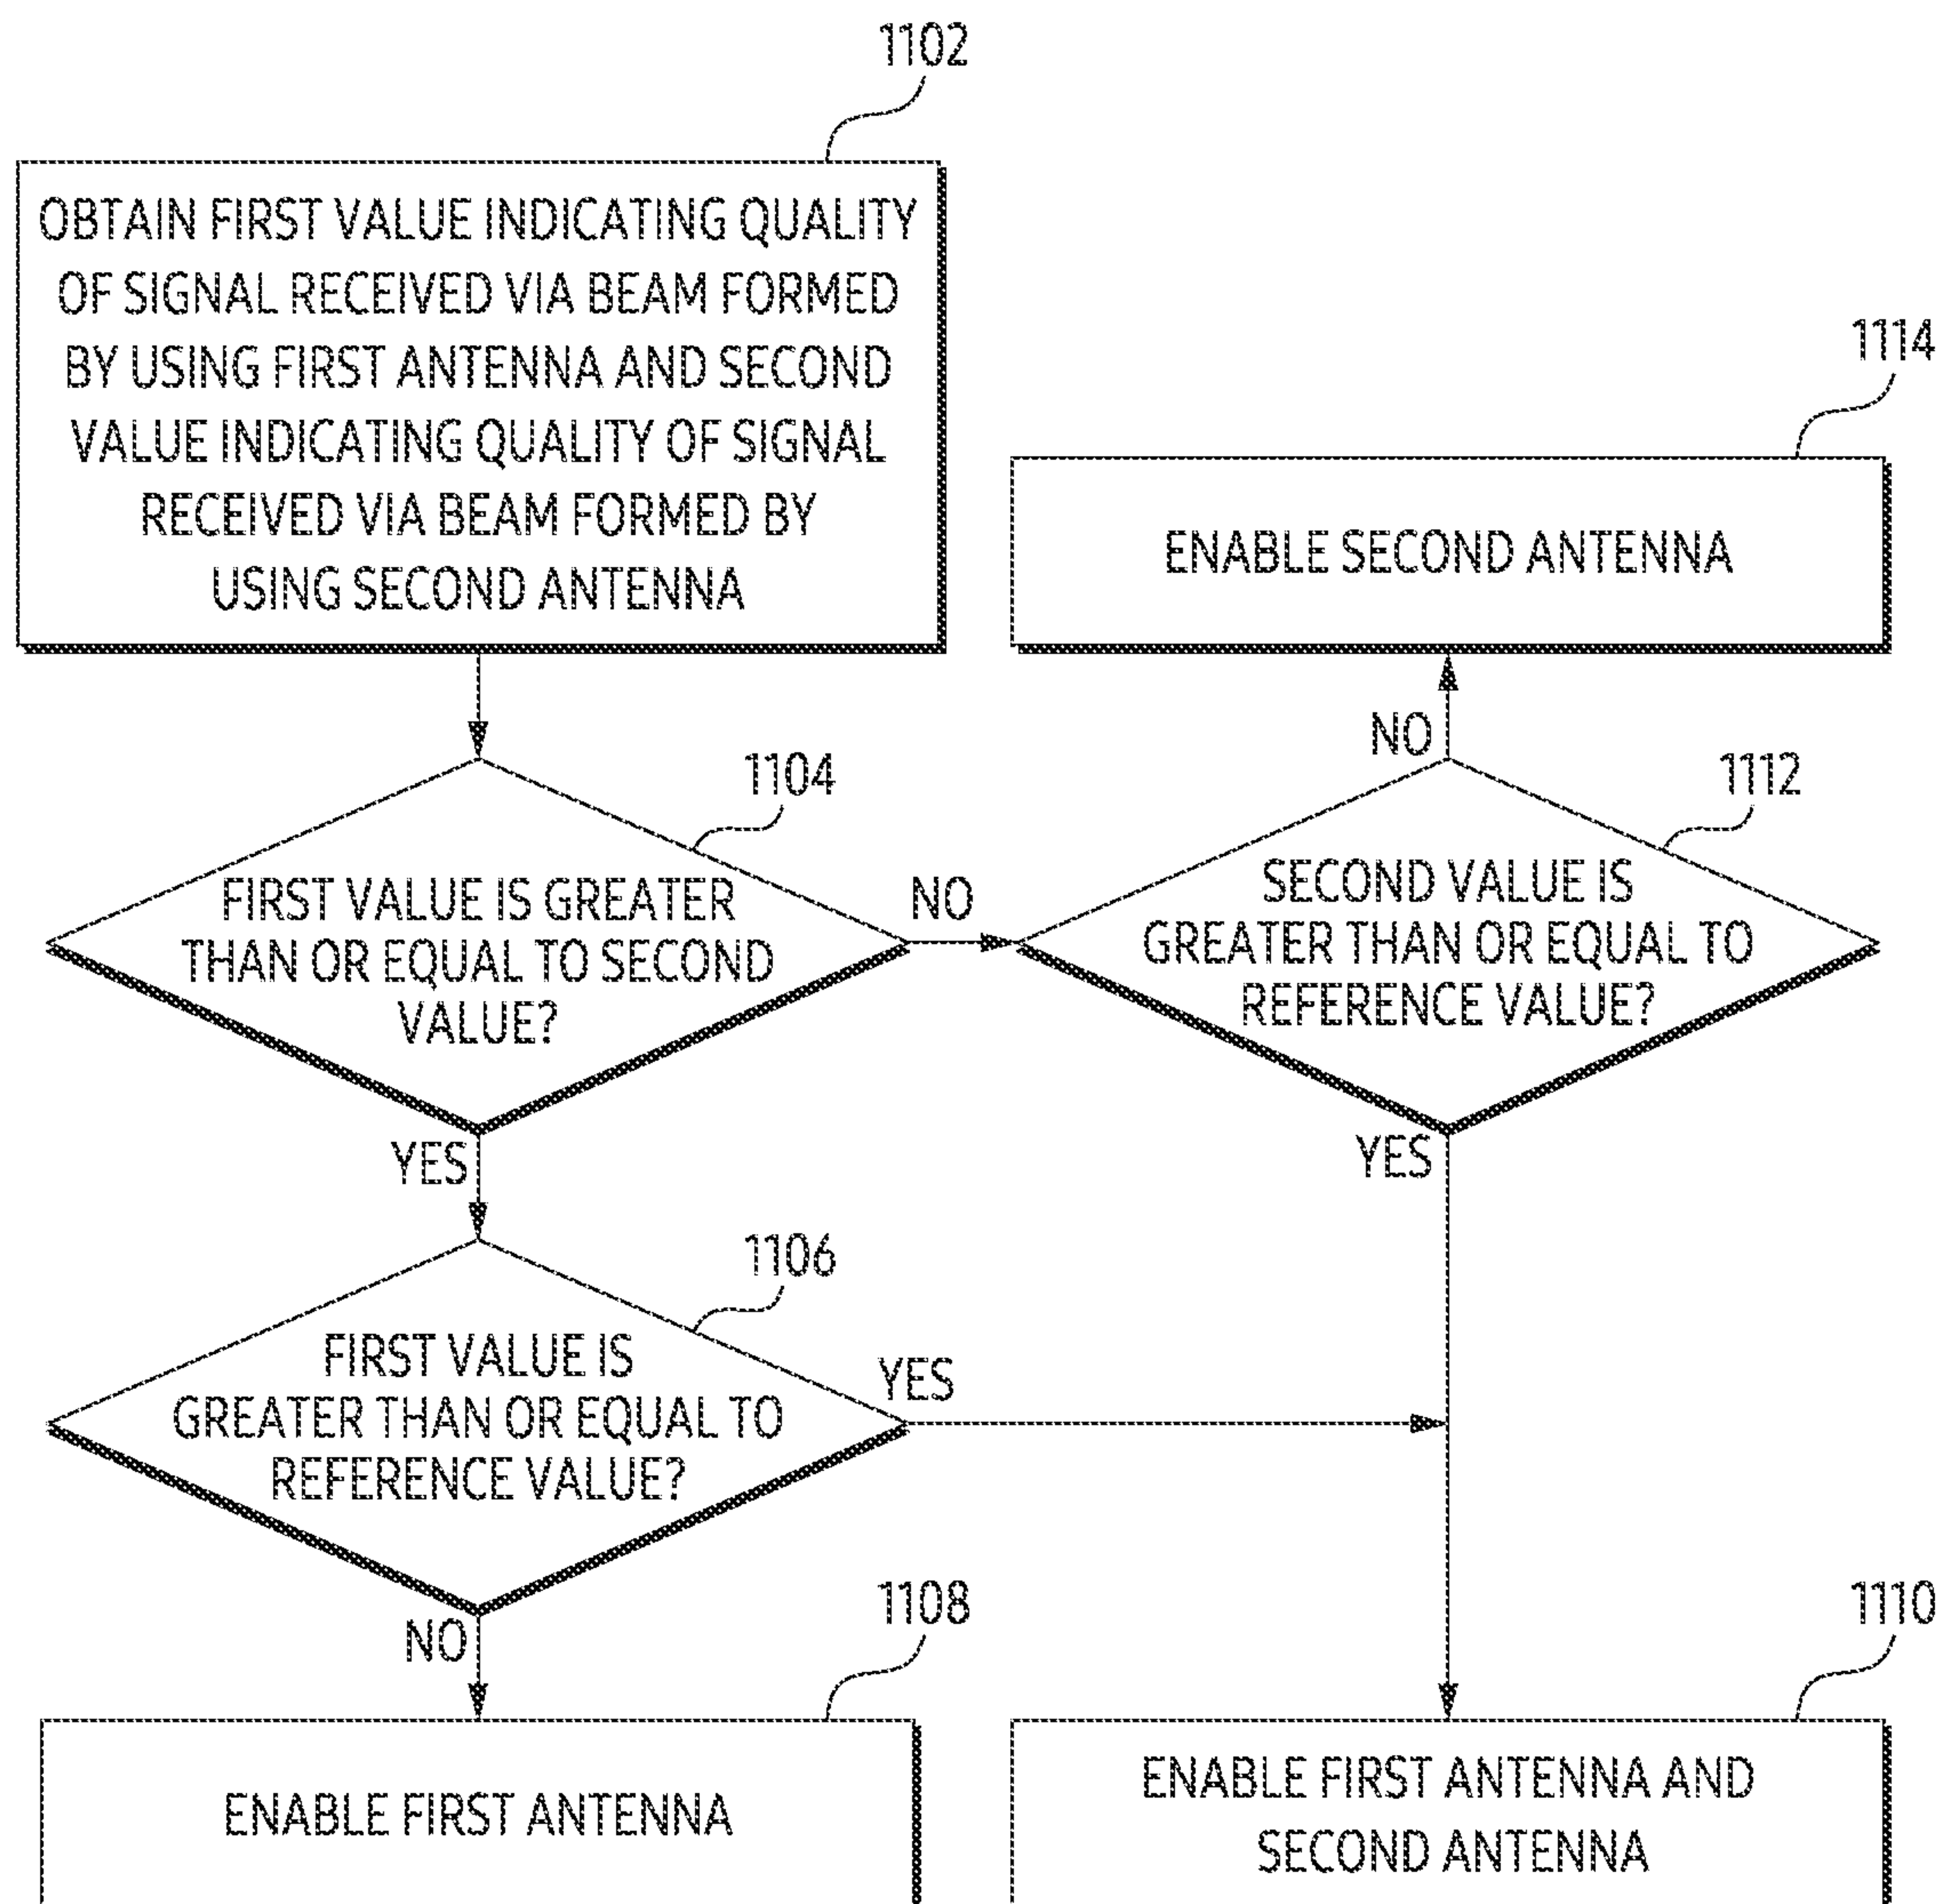 1102
OBTAIN FIRST VALUE INDICATING QUALITY
OF SIGNAL RECEIVED VIA BEAM FORMED
BY USING FIRST ANTENNA AND SECOND
VALUE INDICATING QUALITY OF SIGNAL
RECEIVED VIA BEAM FORMED BY
USING SECOND ANTENNA
1114
ENABLE SECOND ANTENNA
NO
1104
FIRST VALUE IS GREATER
THAN OR EQUAL TO SECOND
VALUE?
NO
1112
SECOND VALUE IS
GREATER THAN OR EQUAL TO
REFERENCE VALUE?
YES
YES
1106
FIRST VALUE IS
GREATER THAN OR EQUAL TO
REFERENCE VALUE?
YES
NO
1108
ENABLE FIRST ANTENNA
1110
ENABLE FIRST ANTENNA AND
SECOND ANTENNA